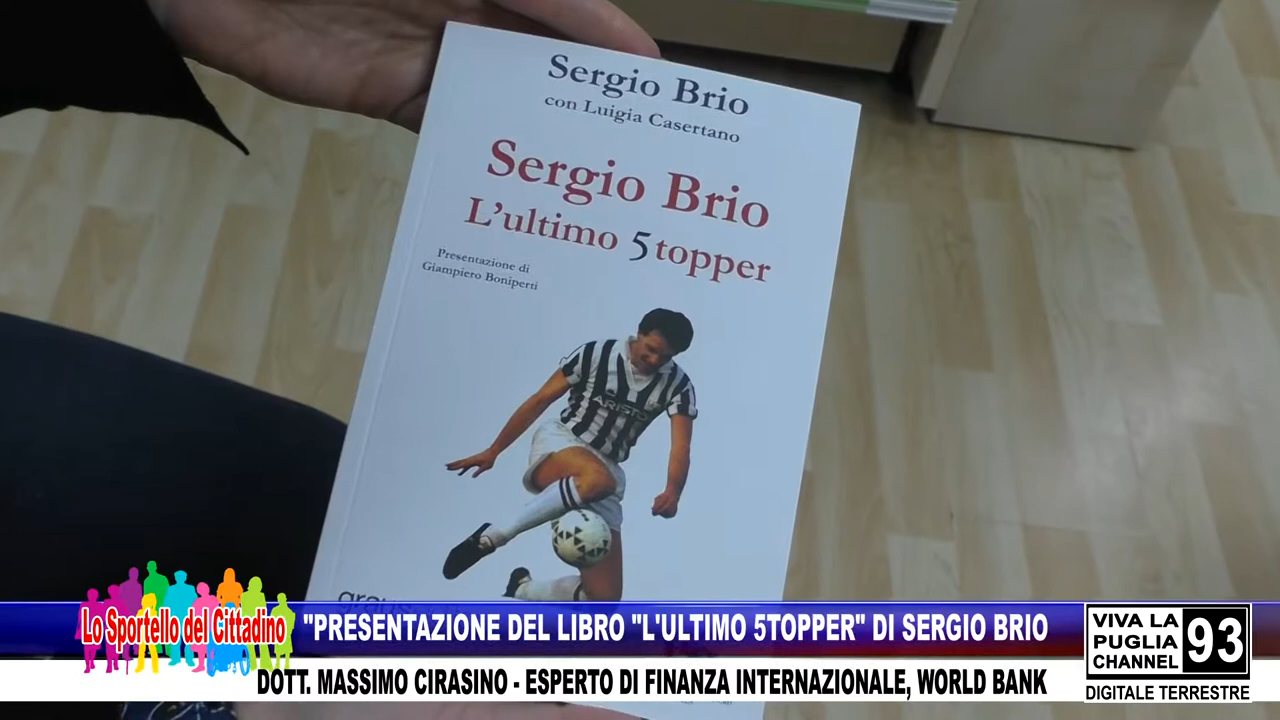 Sergio Brio
con Luigia Casertano
Sergio Brio
L'ultimo 5topper
Presentazione di
Giampiero Boniperti
ARISTO
Lo Sportello del Cittadino
"PRESENTAZIONE DEL LIBRO "L'ULTIMO 5TOPPER" DI SERGIO BRIO
DOTT. MASSIMO CIRASINO - ESPERTO DI FINANZA INTERNAZIONALE, WORLD BANK
VIVA LA
PUGLIA
CHANNEL
93
DIGITALE TERRESTRE